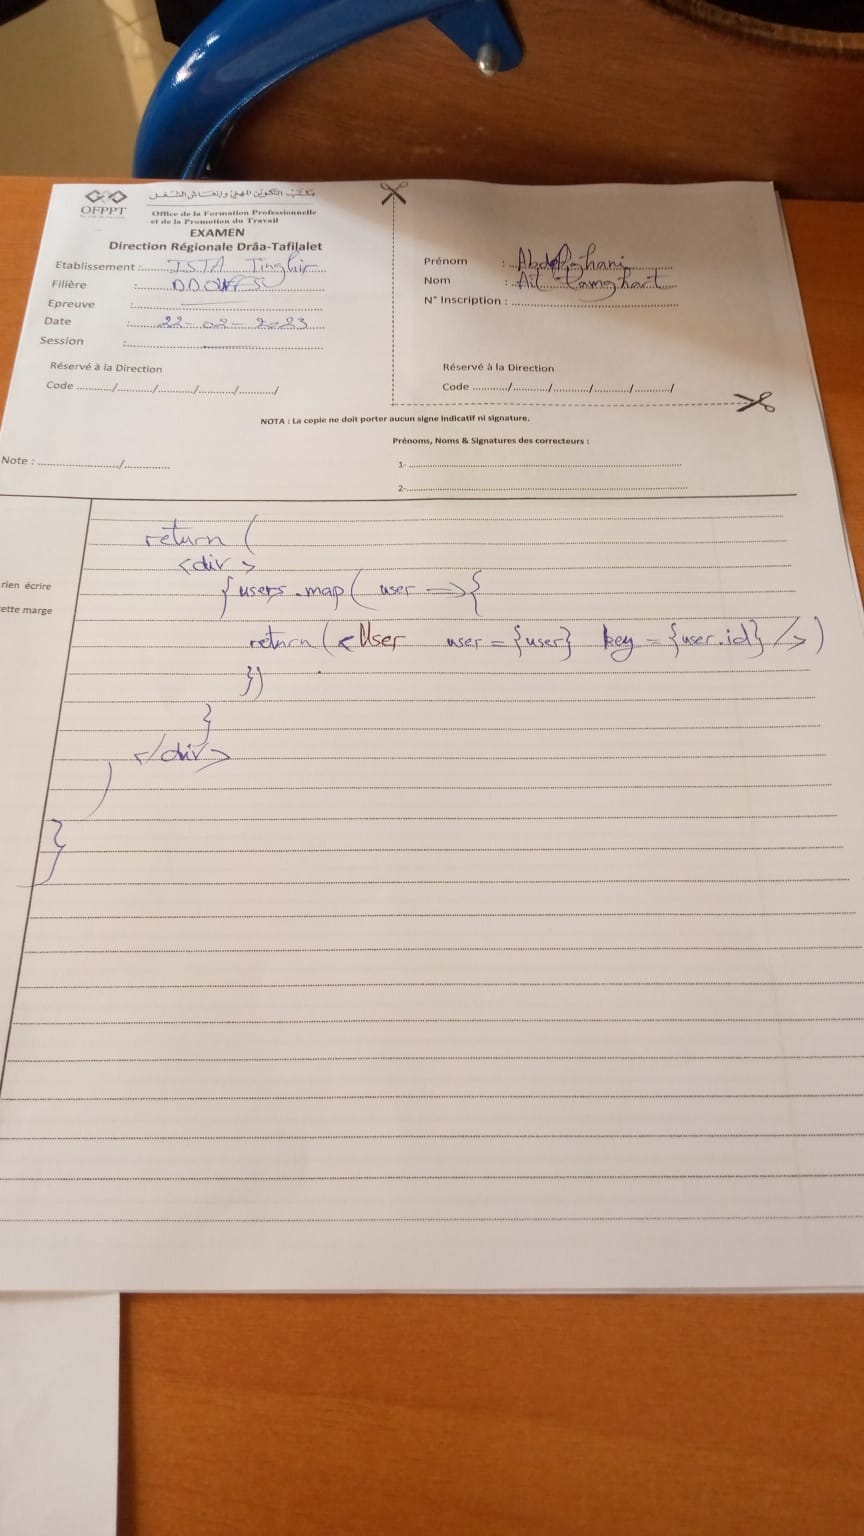 مكتب التكوين المهني وإنعاش الشغل
OFPPT
Office de la Formation Professionnelle
et de la Promotion du Travail
EXAMEN
Direction Régionale Drâa-Tafilalet
Etablissement : ISTA Tinghir
Filière :
Epreuve :
Date : 22-02-2023
Session :
Réservé à la Direction
Code ........../........../........../........../........../
Prénom : Abdelghani
Nom : Ait Lamghart
N° Inscription :
Réservé à la Direction
Code ........../........../........../........../........../
NOTA : La copie ne doit porter aucun signe indicatif ni signature.
Note : ............/............
Prénoms, Noms & Signatures des correcteurs :
1-
2-
rien écrire
ette marge
return (
<div>
{ users.map( user => {
return ( <User user = {user} key = {user.id} /> )
})
}
</div>
)
}